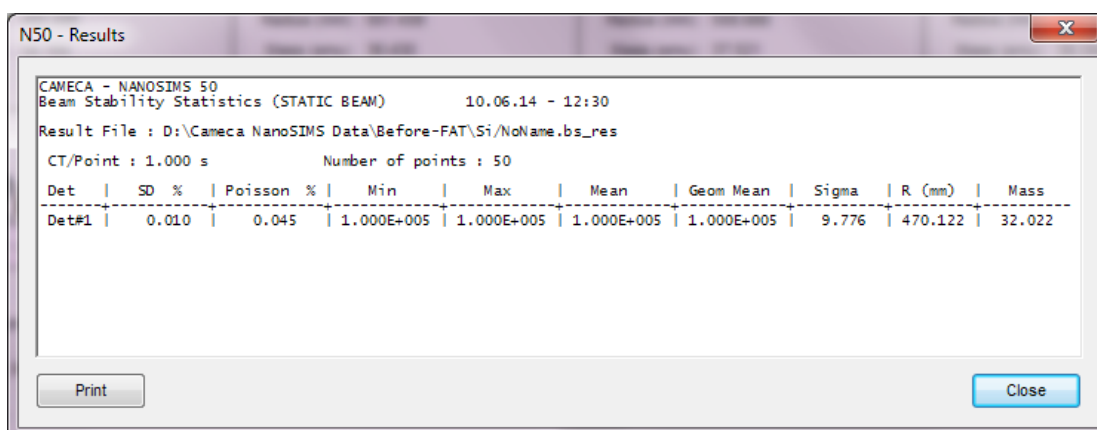 N50 - Results
CAMECA - NANOSIMS 50
Beam Stability Statistics (STATIC BEAM) 10.06.14 - 12:30
Result File : D:\Cameca NanoSIMS Data\Before-FAT\Si/NoName.bs_res
CT/Point : 1.000 s Number of points : 50
Det | SD % | Poisson % | Min | Max | Mean | Geom Mean | Sigma | R (mm) | Mass
Det#1 | 0.010 | 0.045 | 1.000E+005 | 1.000E+005 | 1.000E+005 | 1.000E+005 | 9.776 | 470.122 | 32.022
Print Close